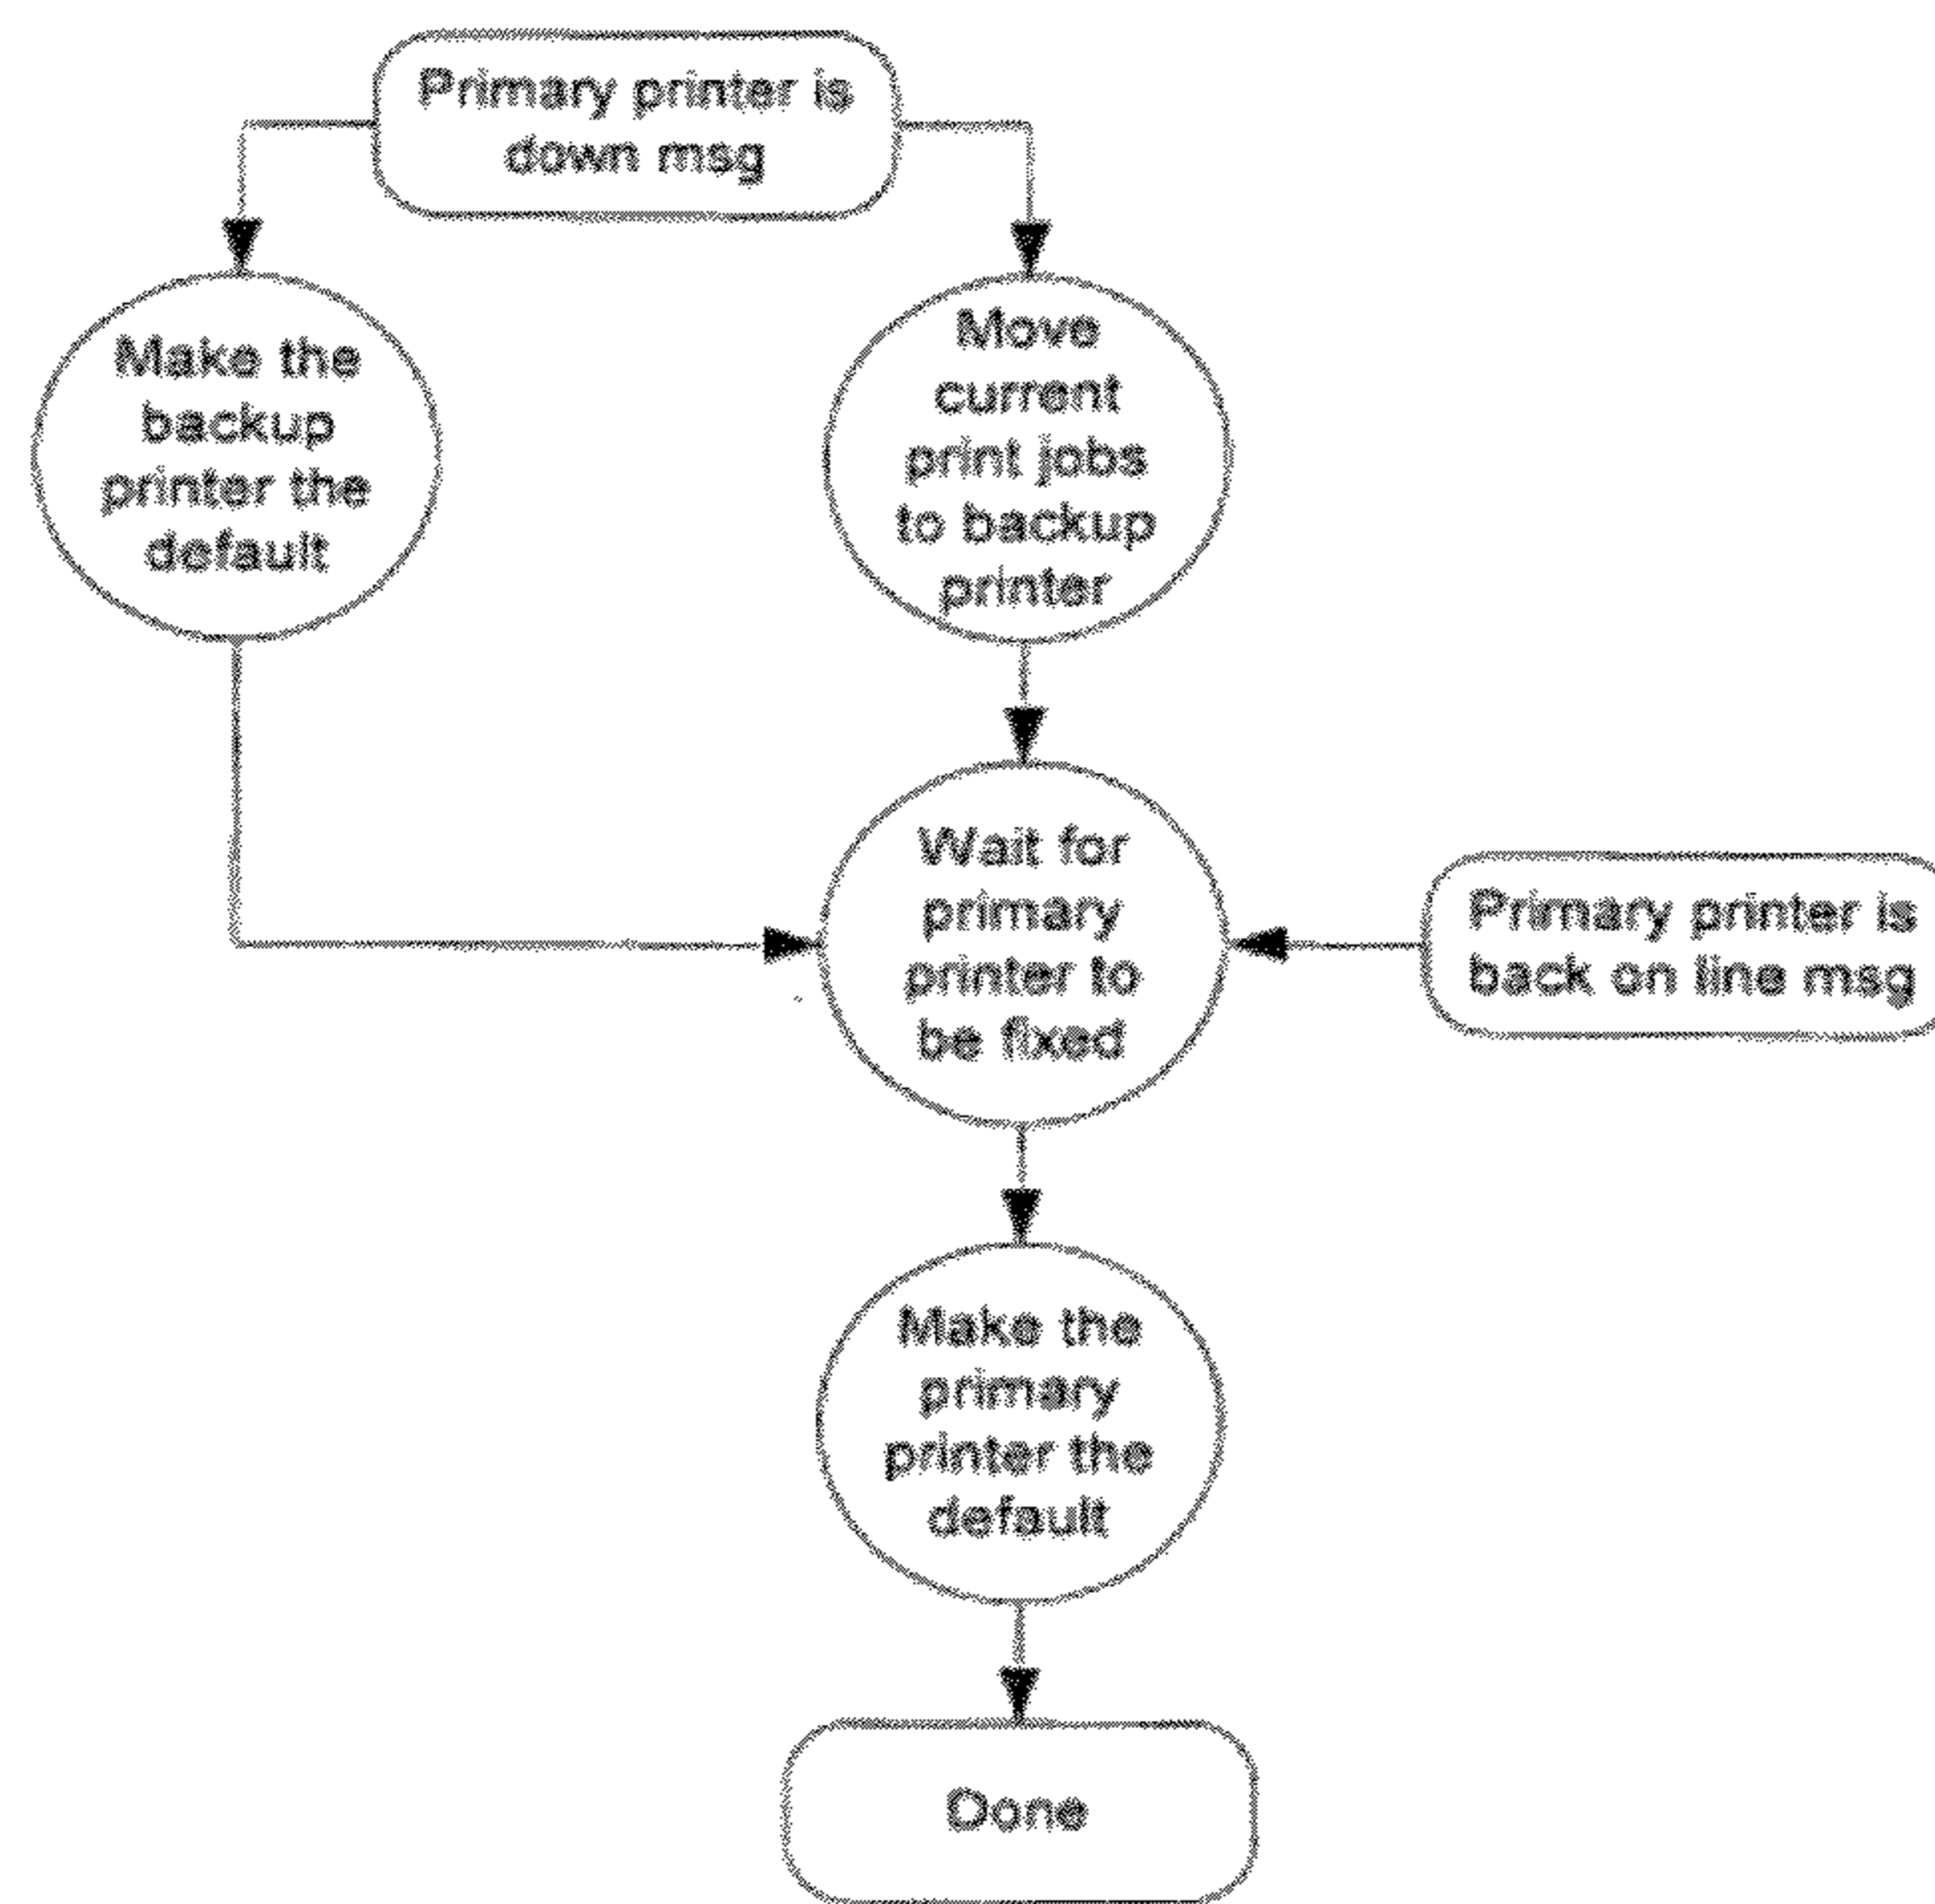 Primary printer is
down msg
Make the
backup
printer the
default
Move
current
print jobs
to backup
printer
Wait for
primary
printer to
be fixed
Primary printer is
back on line msg
Make the
primary
printer the
default
Done